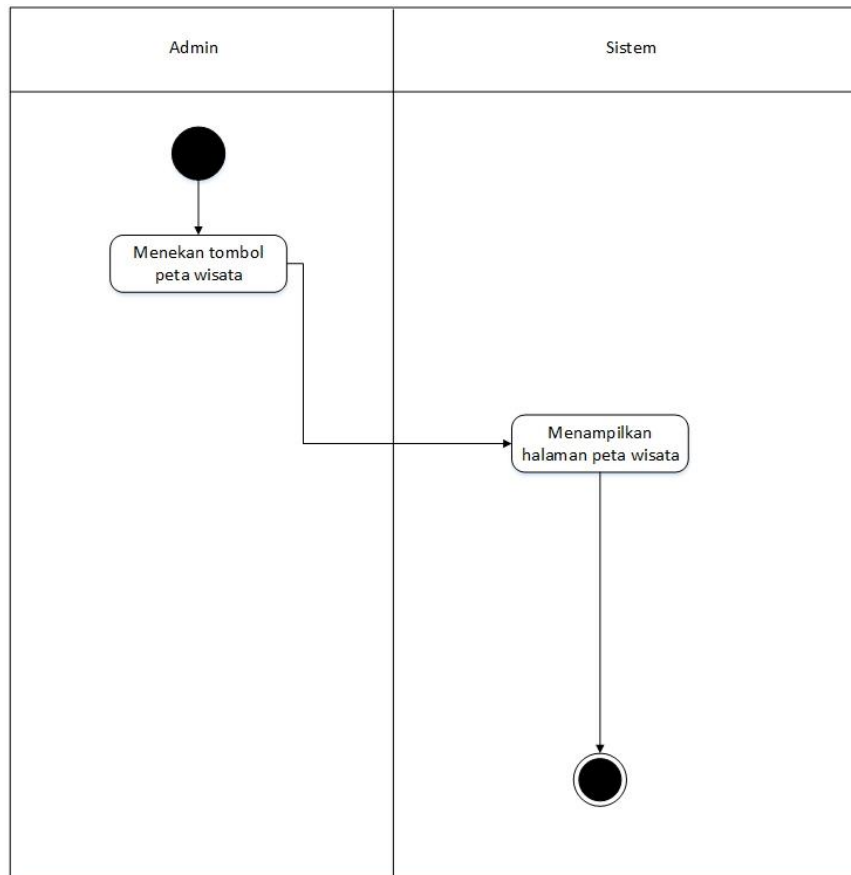 Admin
Sistem
Menekan tombol
peta wisata
Menampilkan
halaman peta wisata